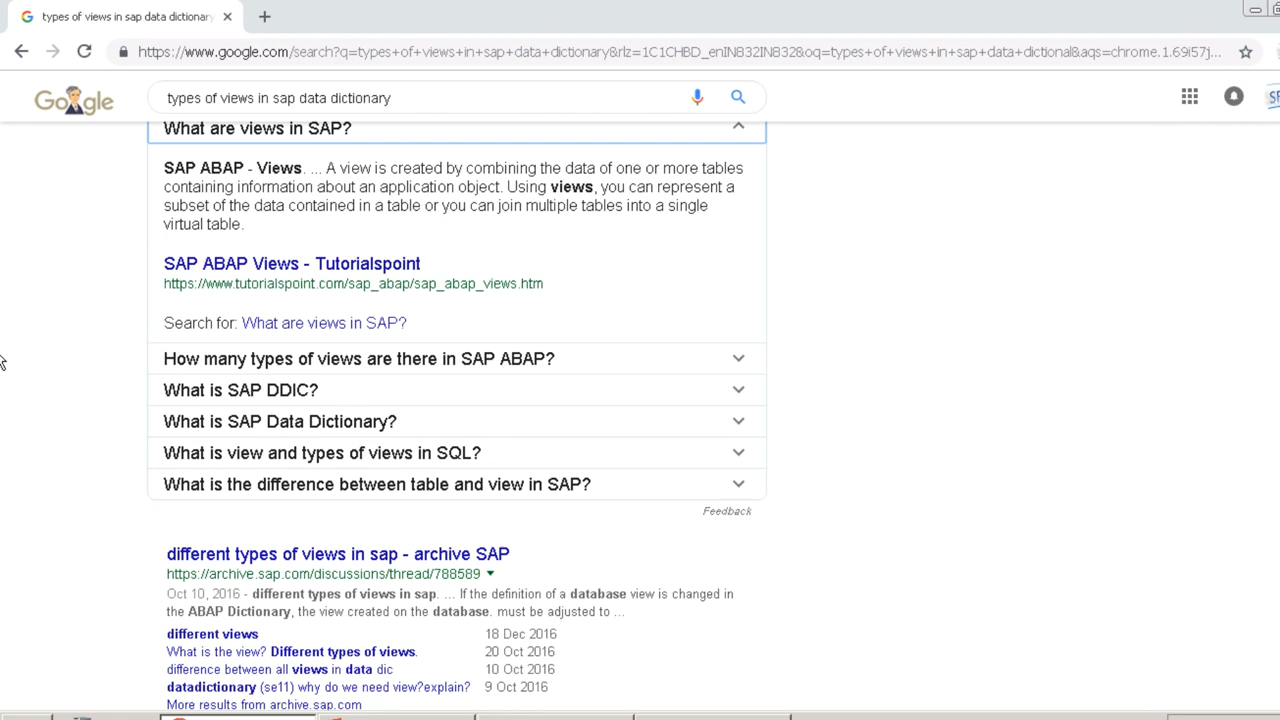 types of views in sap data dictionary
https://www.google.com/search?q=types+of+views+in+sap+data+dictionary&rlz=1C1CHBD_enIN832IN832&oq=types+of+views+in+sap+data+dictional&aqs=chrome.1.69i57j...
Google
types of views in sap data dictionary
What are views in SAP?
SAP ABAP - Views. ... A view is created by combining the data of one or more tables
containing information about an application object. Using views, you can represent a
subset of the data contained in a table or you can join multiple tables into a single
virtual table.
SAP ABAP Views - Tutorialspoint
https://www.tutorialspoint.com/sap_abap/sap_abap_views.htm
Search for: What are views in SAP?
How many types of views are there in SAP ABAP?
What is SAP DDIC?
What is SAP Data Dictionary?
What is view and types of views in SQL?
What is the difference between table and view in SAP?
Feedback
different types of views in sap - archive SAP
https://archive.sap.com/discussions/thread/788589
Oct 10, 2016 - different types of views in sap. ... If the definition of a database view is changed in
the ABAP Dictionary, the view created on the database. must be adjusted to ...
different views 18 Dec 2016
What is the view? Different types of views. 20 Oct 2016
difference between all views in data dic 10 Oct 2016
datadictionary (se11) why do we need view?explain? 9 Oct 2016
More results from archive.sap.com